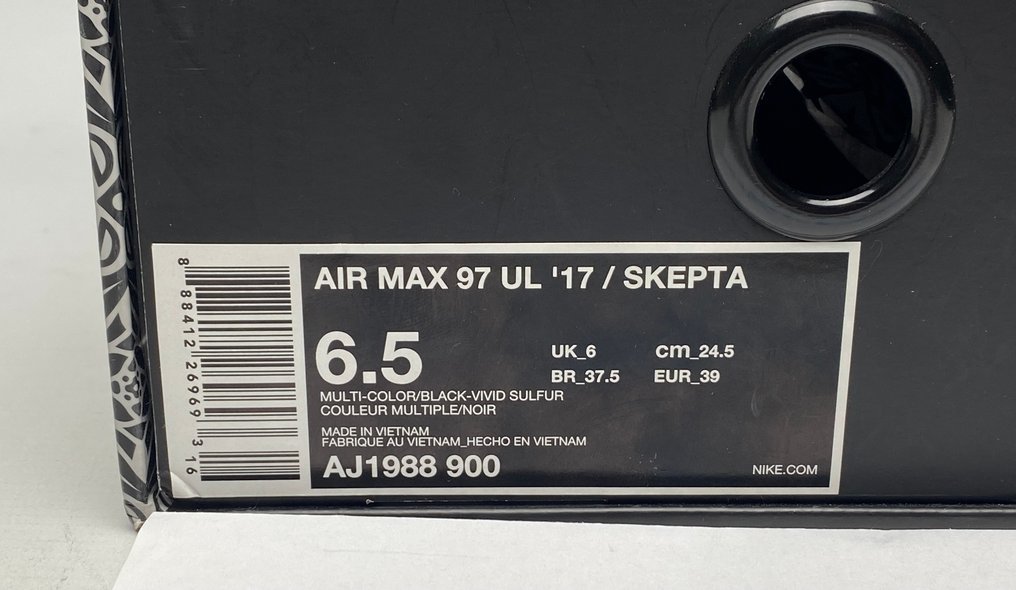 AIR MAX 97 UL '17 / SKEPTA
6.5
UK_6 cm_24.5
BR_37.5 EUR_39
MULTI-COLOR/BLACK-VIVID SULFUR
COULEUR MULTIPLE/NOIR
MADE IN VIETNAM
FABRIQUE AU VIETNAM_HECHO EN VIETNAM
AJ1988 900
NIKE.COM
8 88412 26969 3 16